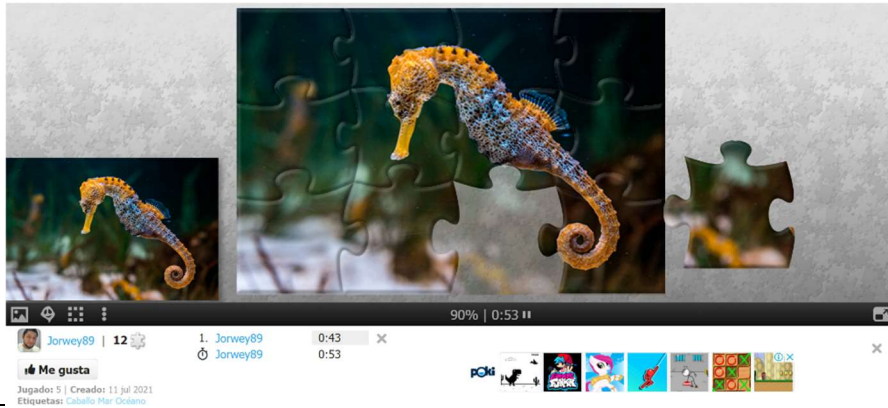 90% | 0:53
Jorwey89 | 12
1. Jorwey89 0:43
Jorwey89 0:53
Me gusta
Jugado: 5 | Creado: 11 jul 2021
Etiquetas: Caballo Mar Océano
poki